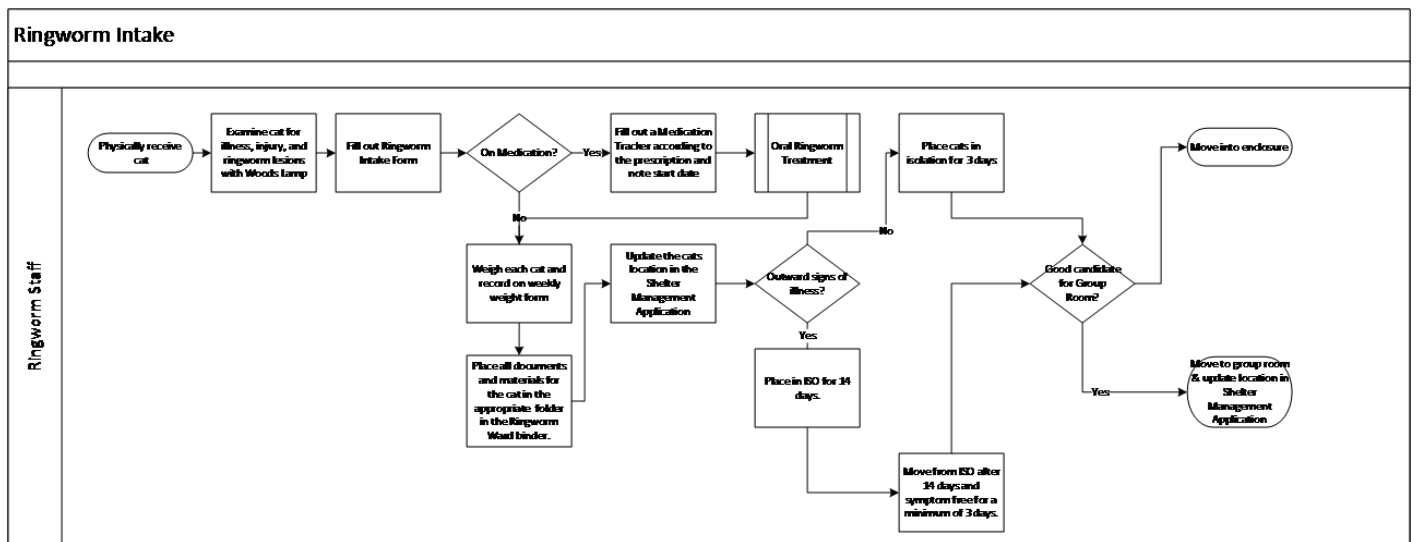 Ringworm Intake
Ringworm Staff
Physically receive
cat
Examine cat for
illness, injury, and
ringworm lesions
with Woods Lamp
Fill out Ringworm
Intake Form
On Medication?
Yes
Fill out a Medication
Tracker according to
the prescription and
note start date
Oral Ringworm
Treatment
No
Weigh each cat and
record on weekly
weight form
Place all documents
and materials for
the cat in the
appropriate folder
in the Ringworm
Ward binder.
Update the cats
location in the
Shelter
Management
Application
Outward signs of
illness?
No
Place cats in
isolation for 3 days
Yes
Place in ISO for 14
days.
Move from ISO after
14 days and
symptom free for a
minimum of 3 days.
Good candidate
for Group
Room?
Move into enclosure
Yes
Move to group room
& update location in
Shelter
Management
Application